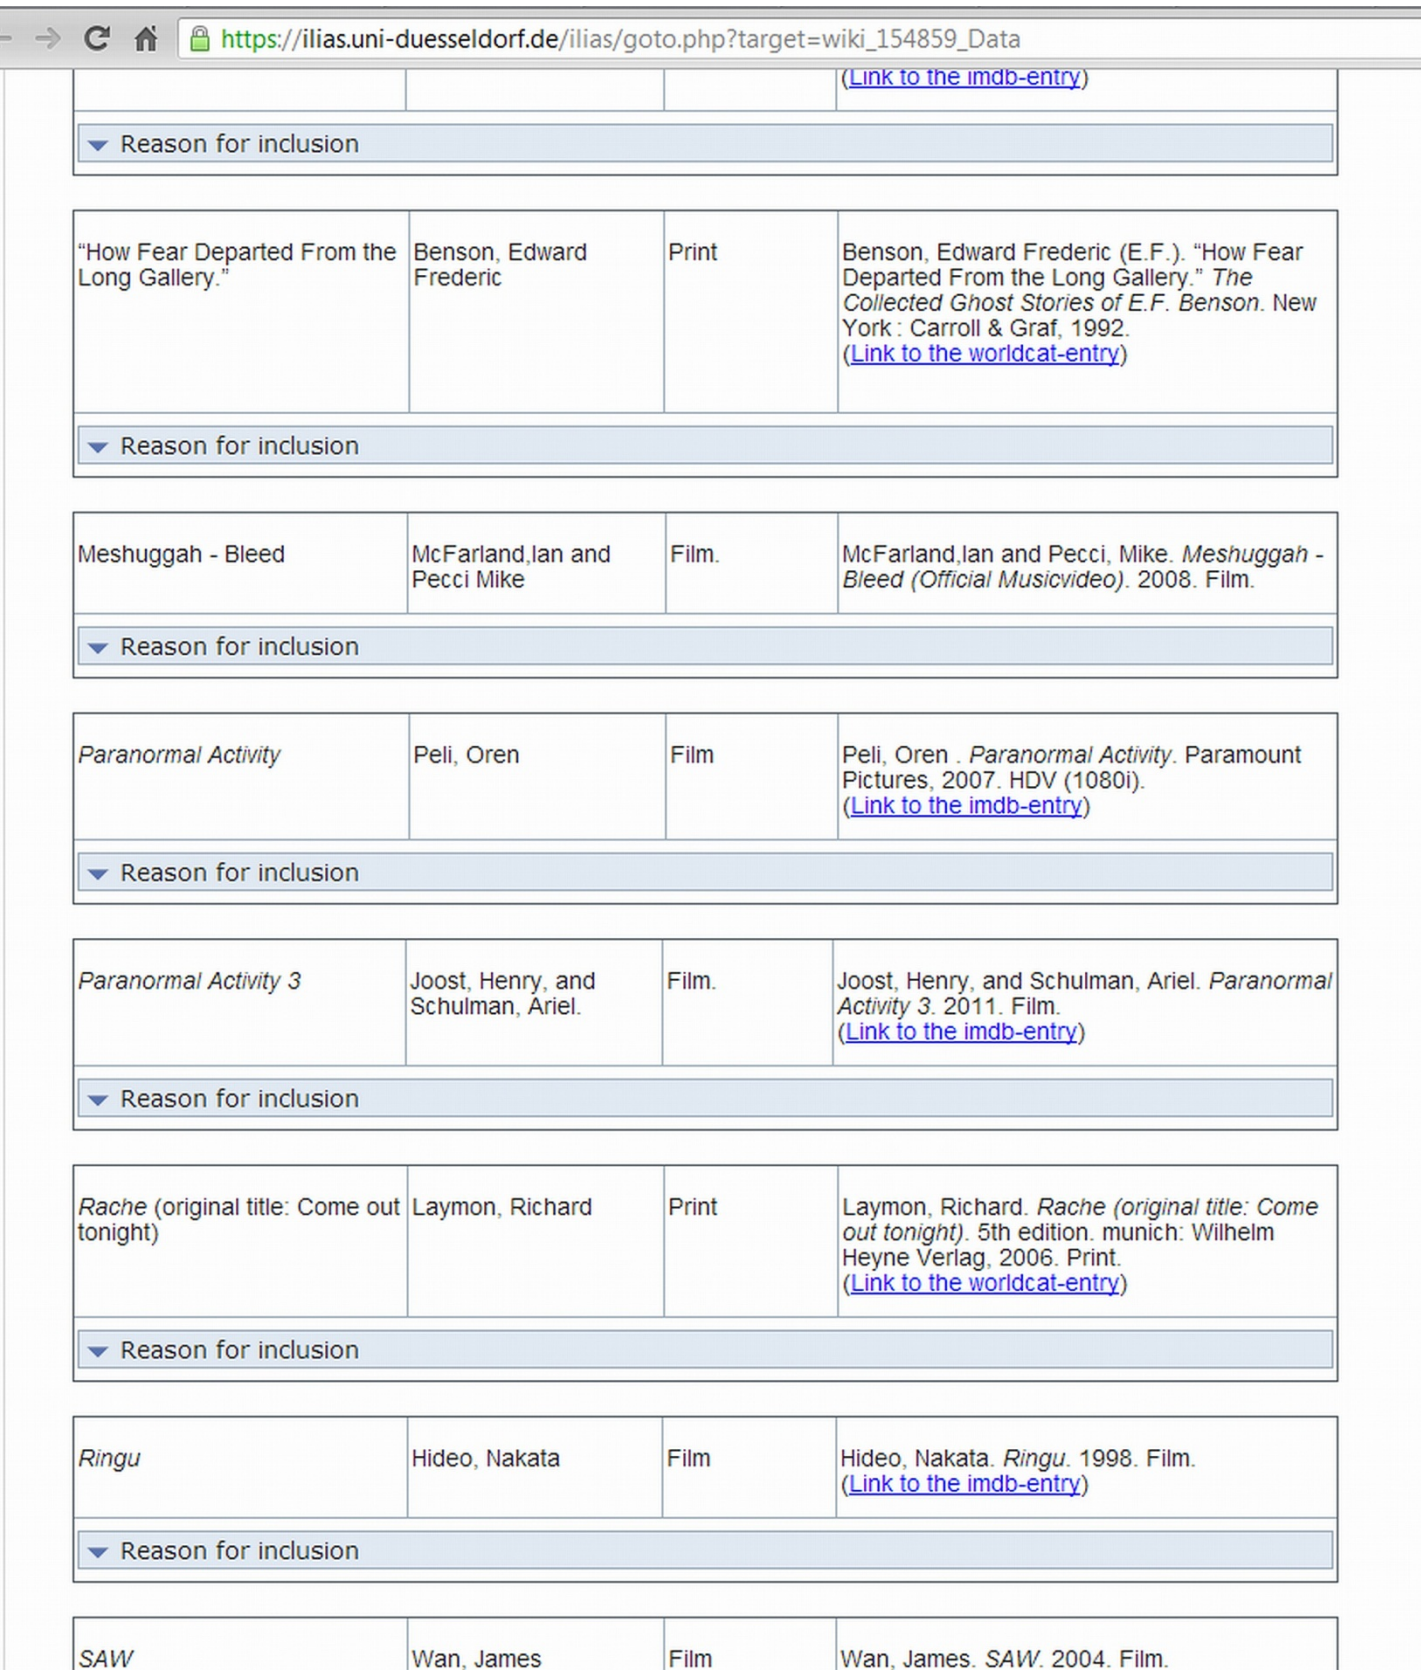 https://ilias.uni-duesseldorf.de/ilias/goto.php?target=wiki_154859_Data
(Link to the imdb-entry)
Reason for inclusion
“How Fear Departed From the
Long Gallery.”
Benson, Edward
Frederic
Print
Benson, Edward Frederic (E.F.). “How Fear
Departed From the Long Gallery.” The
Collected Ghost Stories of E.F. Benson. New
York : Carroll & Graf, 1992.
(Link to the worldcat-entry)
Reason for inclusion
Meshuggah - Bleed
McFarland,Ian and
Pecci Mike
Film.
McFarland,Ian and Pecci, Mike. Meshuggah -
Bleed (Official Musicvideo). 2008. Film.
Reason for inclusion
Paranormal Activity
Peli, Oren
Film
Peli, Oren . Paranormal Activity. Paramount
Pictures, 2007. HDV (1080i).
(Link to the imdb-entry)
Reason for inclusion
Paranormal Activity 3
Joost, Henry, and
Schulman, Ariel.
Film.
Joost, Henry, and Schulman, Ariel. Paranormal
Activity 3. 2011. Film.
(Link to the imdb-entry)
Reason for inclusion
Rache (original title: Come out
tonight)
Laymon, Richard
Print
Laymon, Richard. Rache (original title: Come
out tonight). 5th edition. munich: Wilhelm
Heyne Verlag, 2006. Print.
(Link to the worldcat-entry)
Reason for inclusion
Ringu
Hideo, Nakata
Film
Hideo, Nakata. Ringu. 1998. Film.
(Link to the imdb-entry)
Reason for inclusion
SAW
Wan, James
Film
Wan, James. SAW. 2004. Film.